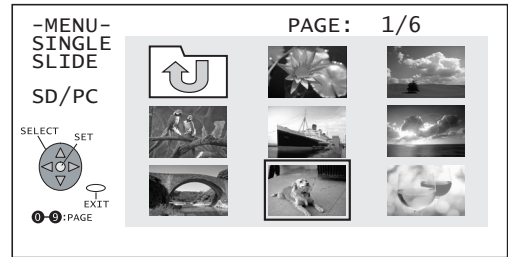 -MENU-
PAGE: 1/6
SINGLE
SLIDE
SD/PC
SELECT
SET
EXIT
0-9:PAGE